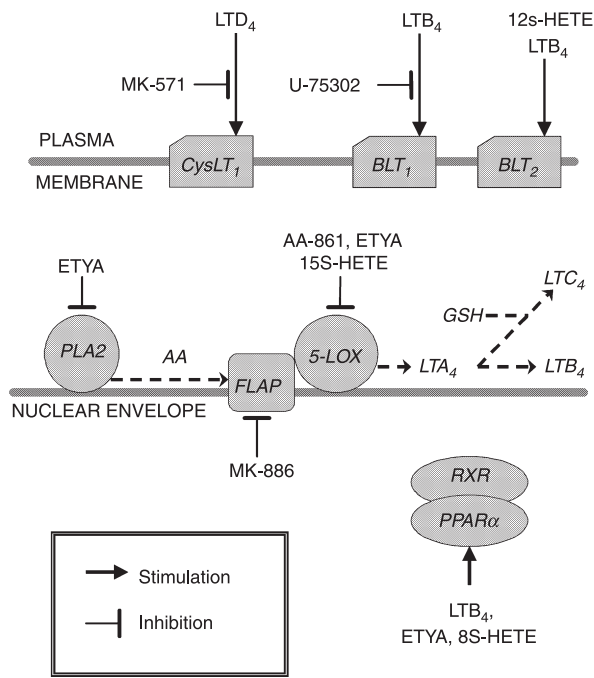 LTD4 LTB4 12s-HETE
LTB4
MK-571 U-75302
PLASMA
CysLT1 BLT1 BLT2
MEMBRANE
AA-861, ETYA
15S-HETE
ETYA
LTC4
GSH
PLA2 AA FLAP 5-LOX LTA4 LTB4
NUCLEAR ENVELOPE
MK-886
RXR
PPARα
Stimulation
Inhibition
LTB4,
ETYA, 8S-HETE